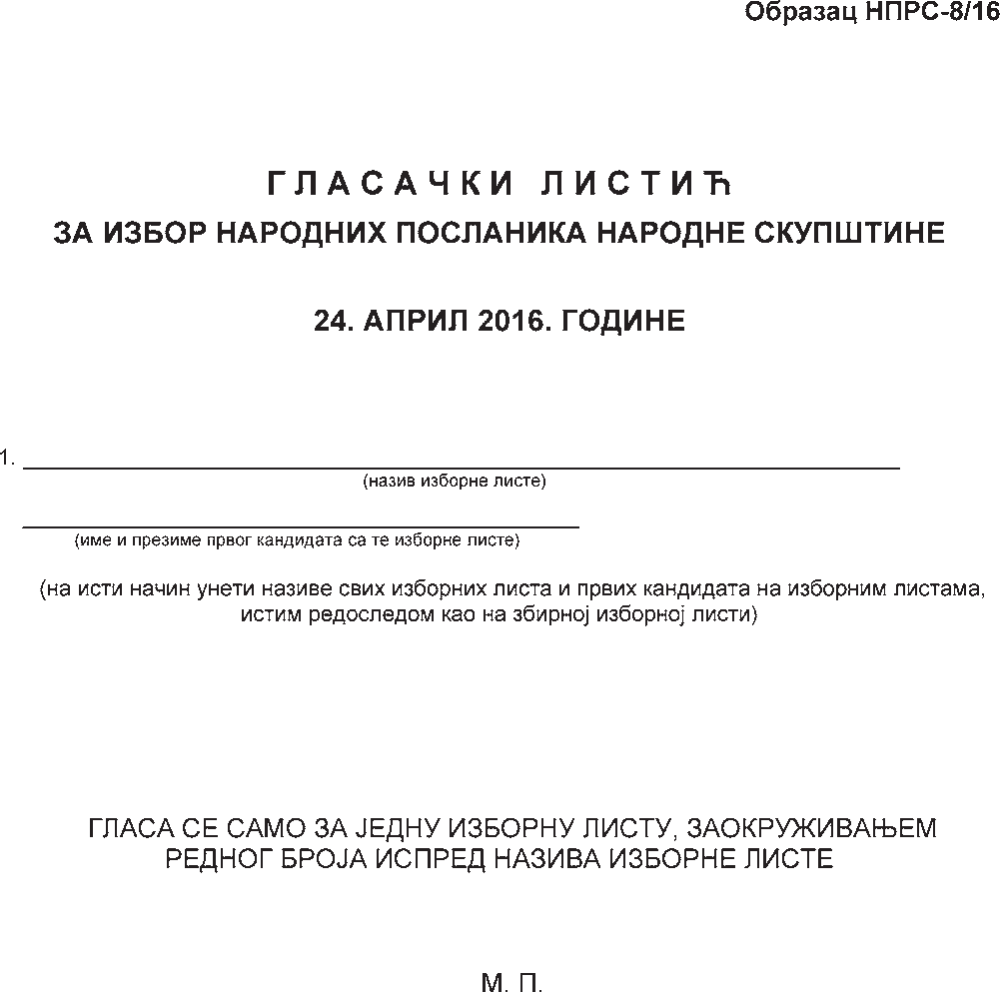 Образац НПРС-8/16
Г Л А С А Ч К И Л И С Т И Ћ
ЗА ИЗБОР НАРОДНИХ ПОСЛАНИКА НАРОДНЕ СКУПШТИНЕ
24. АПРИЛ 2016. ГОДИНЕ
1.
(назив изборне листе)
(име и презиме првог кандидата са те изборне листе)
(на исти начин унети називе свих изборних листа и првих кандидата на изборним листама,
истим редоследом као на збирној изборној листи)
ГЛАСА СЕ САМО ЗА ЈЕДНУ ИЗБОРНУ ЛИСТУ, ЗАОКРУЖИВАЊЕМ
РЕДНОГ БРОЈА ИСПРЕД НАЗИВА ИЗБОРНЕ ЛИСТЕ
М. П.